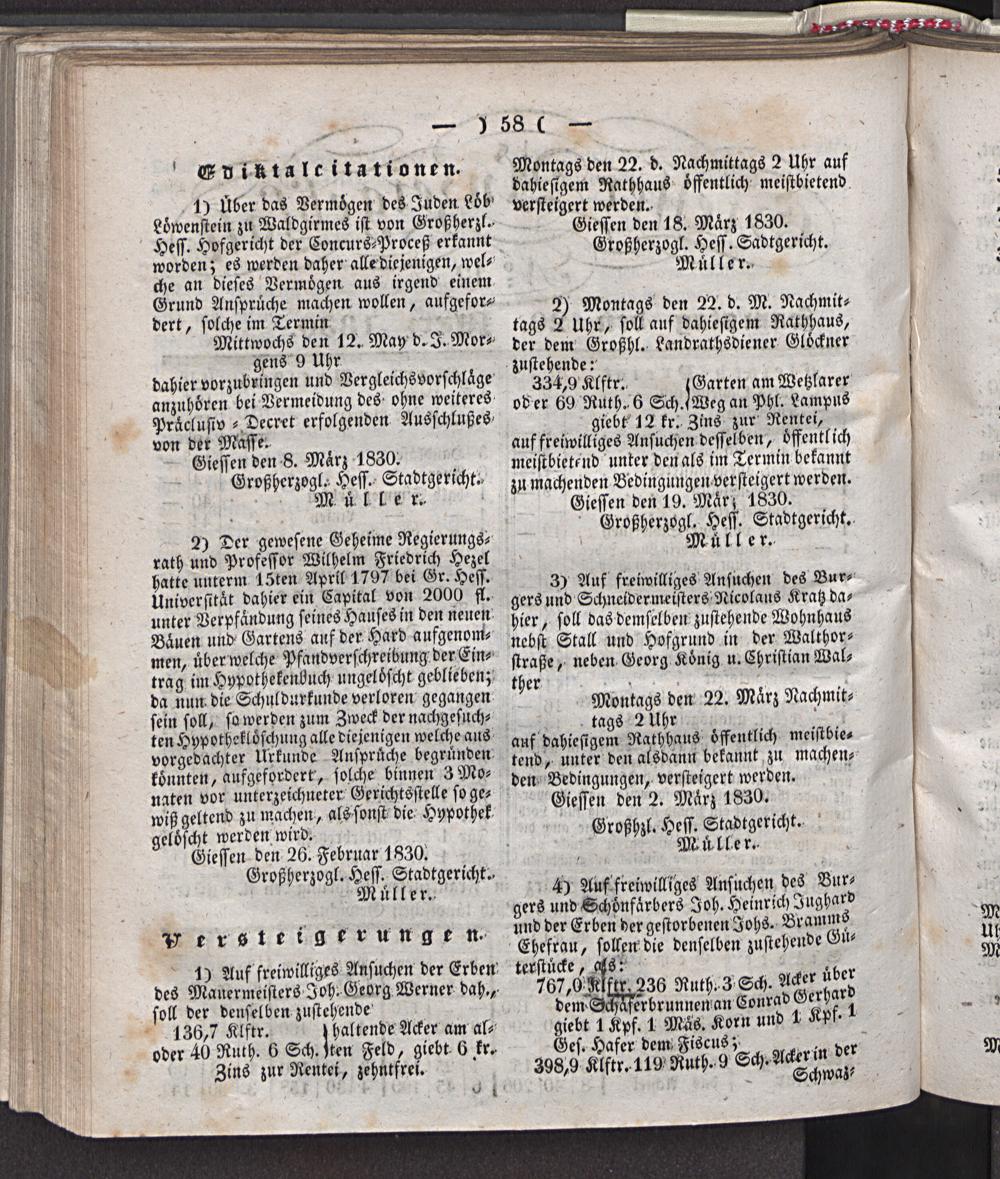 — ) 58 ( —
Ediktalcitationen.
1) Über das Vermögen des Juden Löb
Löwenstein zu Waldgirmes ist von Großherzl.
Hess. Hofgericht der Concurs-Proceß erkannt
worden; es werden daher alle diejenigen, wel-
che an dieses Vermögen aus irgend einem
Grund Ansprüche machen wollen, aufgefor-
dert, solche im Termin
Mittwochs den 12. May d. J. Mor-
gens 9 Uhr
dahier vorzubringen und Vergleichsvorschläge
anzuhören bei Vermeidung des ohne weiteres
Präclusiv-Decret erfolgenden Ausschlußes
von der Masse.
Giessen den 8. März 1830.
Großherzogl. Hess. Stadtgericht.
Müller.
2) Der gewesene Geheime Regierungs-
rath und Professor Wilhelm Friedrich Hezel
hatte unterm 15ten April 1797 bei Gr. Hess.
Universität dahier ein Capital von 2000 fl.
unter Verpfändung seines Hauses in den neuen
Bäuen und Gartens auf der Hard aufgenom-
men, über welche Pfandverschreibung der Ein-
trag im Hypothekenbuch ungelöscht geblieben;
da nun die Schuldurkunde verloren gegangen
sein soll, so werden zum Zweck der nachgesuch-
ten Hypotheklöschung alle diejenigen welche aus
vorgedachter Urkunde Ansprüche begründen
könnten, aufgefordert, solche binnen 3 Mo-
naten vor unterzeichneter Gerichtsstelle so ge-
wiß geltend zu machen, als sonst die Hypothek
gelöscht werden wird.
Giessen den 26. Februar 1830.
Großherzogl. Hess. Stadtgericht.
Müller.
Versteigerungen.
1) Auf freiwilliges Ansuchen der Erben
des Mauermeisters Joh. Georg Werner dah.,
soll der denselben zustehende
136,7 Klftr. } haltende Acker am al-
oder 40 Ruth. 6 Sch. } ten Feld, giebt 6 kr.
Zins zur Rentei, zehntfrei.
Montags den 22. d. Nachmittags 2 Uhr auf
dahiesigem Rathhaus öffentlich meistbietend
versteigert werden.
Giessen den 18. März 1830.
Großherzogl. Hess. Sadtgericht.
Müller.
2) Montags den 22. d. M. Nachmit-
tags 2 Uhr, soll auf dahiesigem Rathhaus,
der dem Großhl. Landrathsdiener Glöckner
zustehende:
334,9 Klftr. { Garten am Wetzlarer
oder 69 Ruth. 6 Sch. { Weg an Phl. Lampus
giebt 12 kr. Zins zur Rentei,
auf freiwilliges Ansuchen desselben, öffentlich
meistbietend unter den als im Termin bekannt
zu machenden Bedingungen versteigert werden.
Giessen den 19. März 1830.
Großherzogl. Hess. Stadtgericht.
Müller.
3) Auf freiwilliges Ansuchen des Bur-
gers und Schneidermeisters Nicolaus Kratz da-
hier, soll das demselben zustehende Wohnhaus
nebst Stall und Hofgrund in der Walthor-
straße, neben Georg König u. Christian Wal-
ther
Montags den 22. März Nachmit-
tags 2 Uhr
auf dahiesigem Rathhaus öffentlich meistbie-
tend, unter den alsdann bekannt zu machen-
den Bedingungen, versteigert werden.
Giessen den 2. März 1830.
Großhzl. Hess. Stadtgericht.
Müller.
4) Auf freiwilliges Ansuchen des Bur-
gers und Schönfärbers Joh. Heinrich Jughard
und der Erben der gestorbenen Johs. Bramms
Ehefrau, sollen die denselben zustehende Gü-
terstücke, als:
767,0 Klftr. 236 Ruth. 3 Sch. Acker über
dem Schäferbrunnen an Conrad Gerhard
giebt 1 Kpf. 1 Mäs. Korn und 1 Kpf. 1
Ges. Hafer dem Fiscus;
398,9 Klftr. 119 Ruth. 9 Sch. Acker in der
Schwaz-